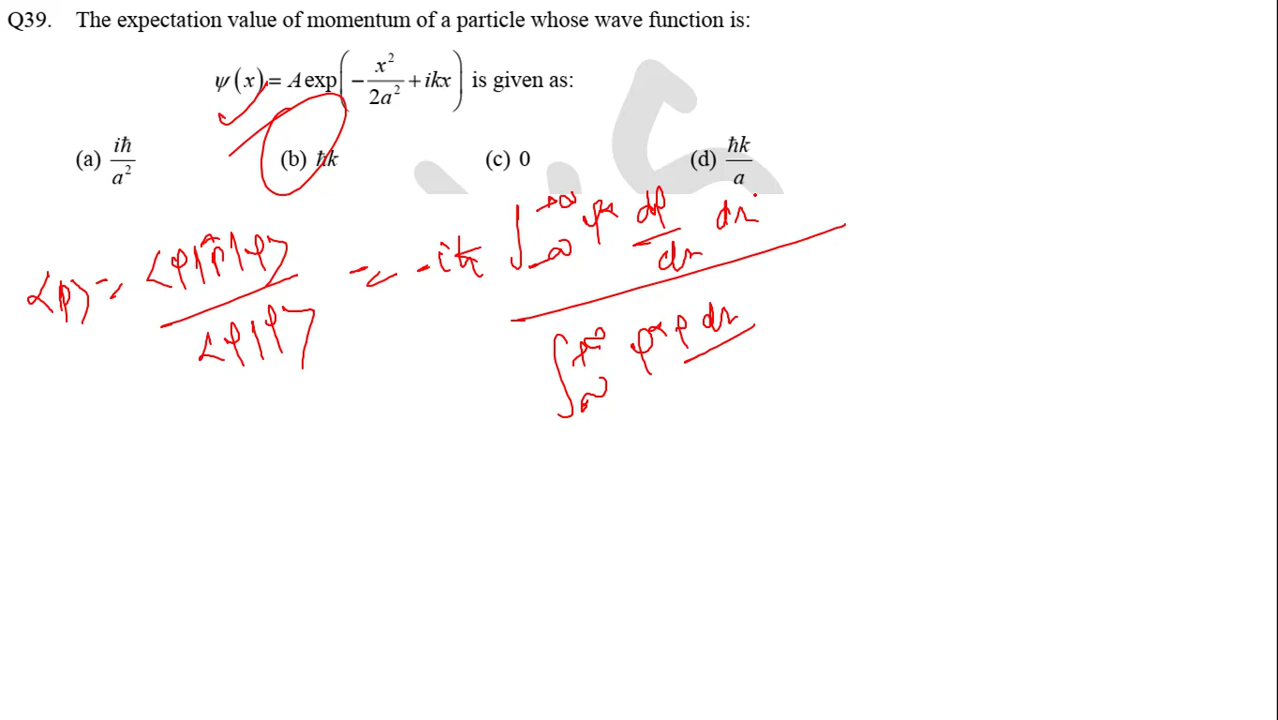 Q39. The expectation value of momentum of a particle whose wave function is:
ψ(x) = A exp(−x²/2a² + ikx) is given as:
(a) iħ/a² (b) ħk (c) 0 (d) ħk/a
<p> = <ψ|p̂|ψ>/<ψ|ψ> = -iħ ∫_{-∞}^{+∞} ψ* dψ/dx dx / ∫_{-∞}^{+∞} ψ*ψ dx